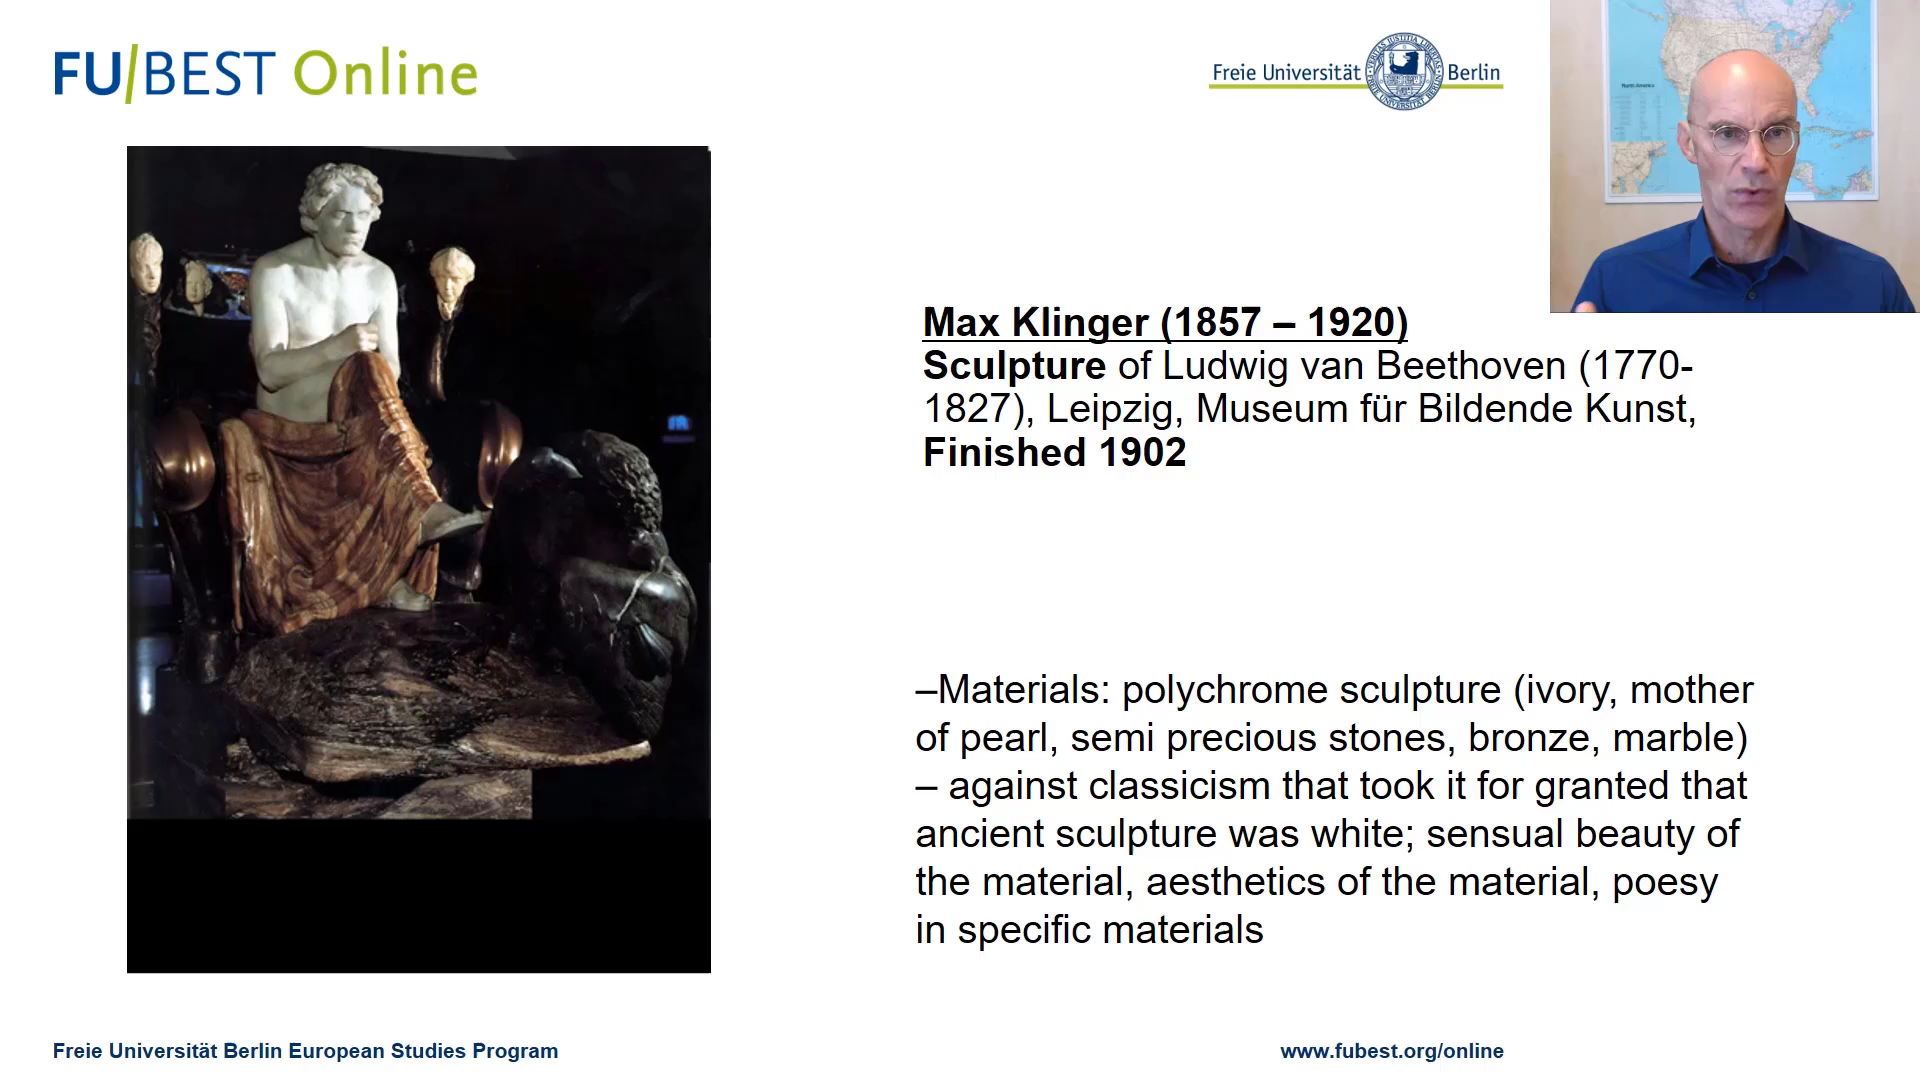 FU/BEST Online
Freie Universität Berlin
North America
Max Klinger (1857 – 1920)
Sculpture of Ludwig van Beethoven (1770-
1827), Leipzig, Museum für Bildende Kunst,
Finished 1902
–Materials: polychrome sculpture (ivory, mother
of pearl, semi precious stones, bronze, marble)
– against classicism that took it for granted that
ancient sculpture was white; sensual beauty of
the material, aesthetics of the material, poesy
in specific materials
Freie Universität Berlin European Studies Program
www.fubest.org/online